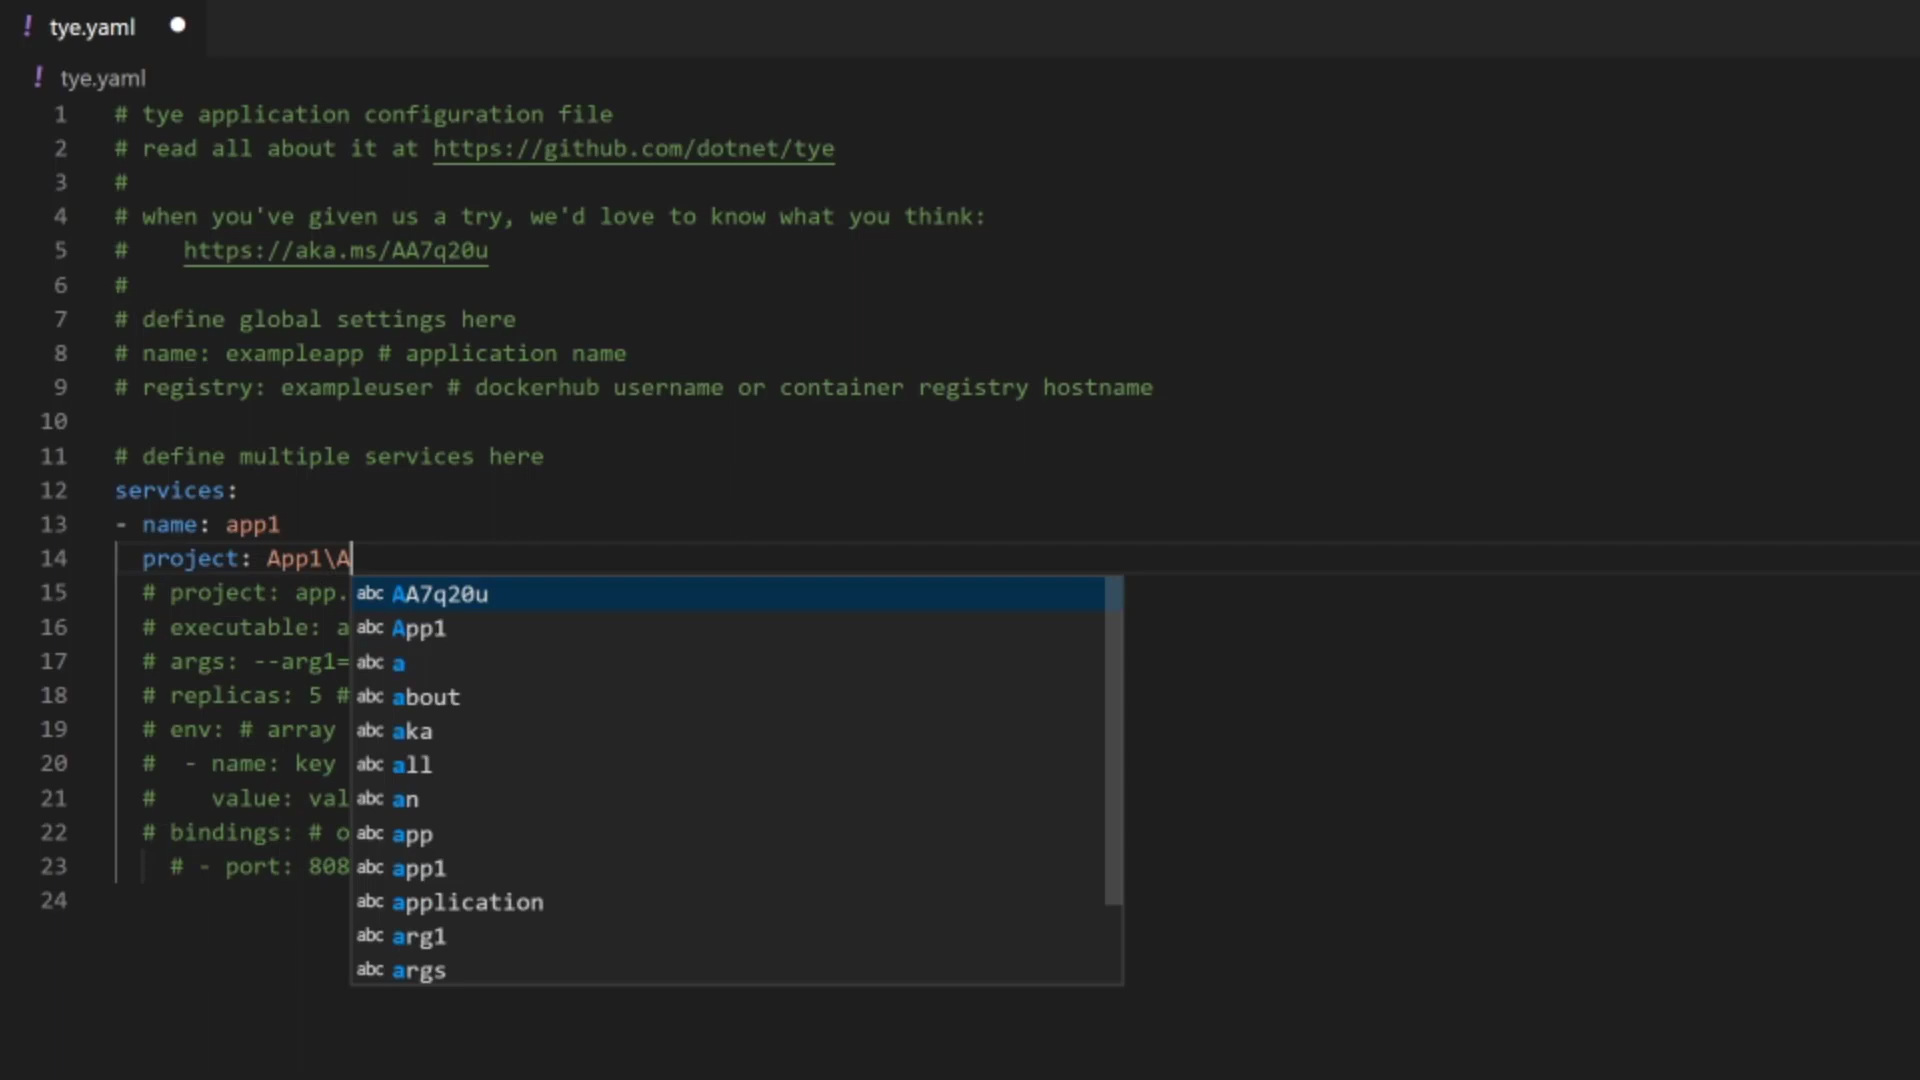 ! tye.yaml
! tye.yaml
1 # tye application configuration file
2 # read all about it at https://github.com/dotnet/tye
3 #
4 # when you've given us a try, we'd love to know what you think:
5 #    https://aka.ms/AA7q20u
6 #
7 # define global settings here
8 # name: exampleapp # application name
9 # registry: exampleuser # dockerhub username or container registry hostname
10
11 # define multiple services here
12 services:
13 - name: app1
14   project: App1\A
15   # project: app. abc AA7q20u
16   # executable: a abc App1
17   # args: --arg1= abc a
18   # replicas: 5 # abc about
19   # env: # array abc aka
20   #  - name: key abc all
21   #    value: val abc an
22   # bindings: # o abc app
23     # - port: 808 abc app1
24 abc application
abc arg1
abc args